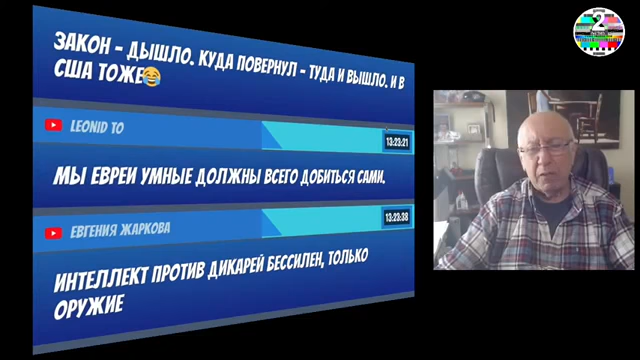 ЗАКОН – ДЫШЛО. КУДА ПОВЕРНУЛ – ТУДА И ВЫШЛО. И В
США ТОЖЕ😂
LEONID TO
13:23:21
МЫ ЕВРЕИ УМНЫЕ ДОЛЖНЫ ВСЕГО ДОБИТЬСЯ САМИ.
ЕВГЕНИЯ ЖАРКОВА
13:23:38
ИНТЕЛЛЕКТ ПРОТИВ ДИКАРЕЙ БЕССИЛЕН, ТОЛЬКО
ОРУЖИЕ
2